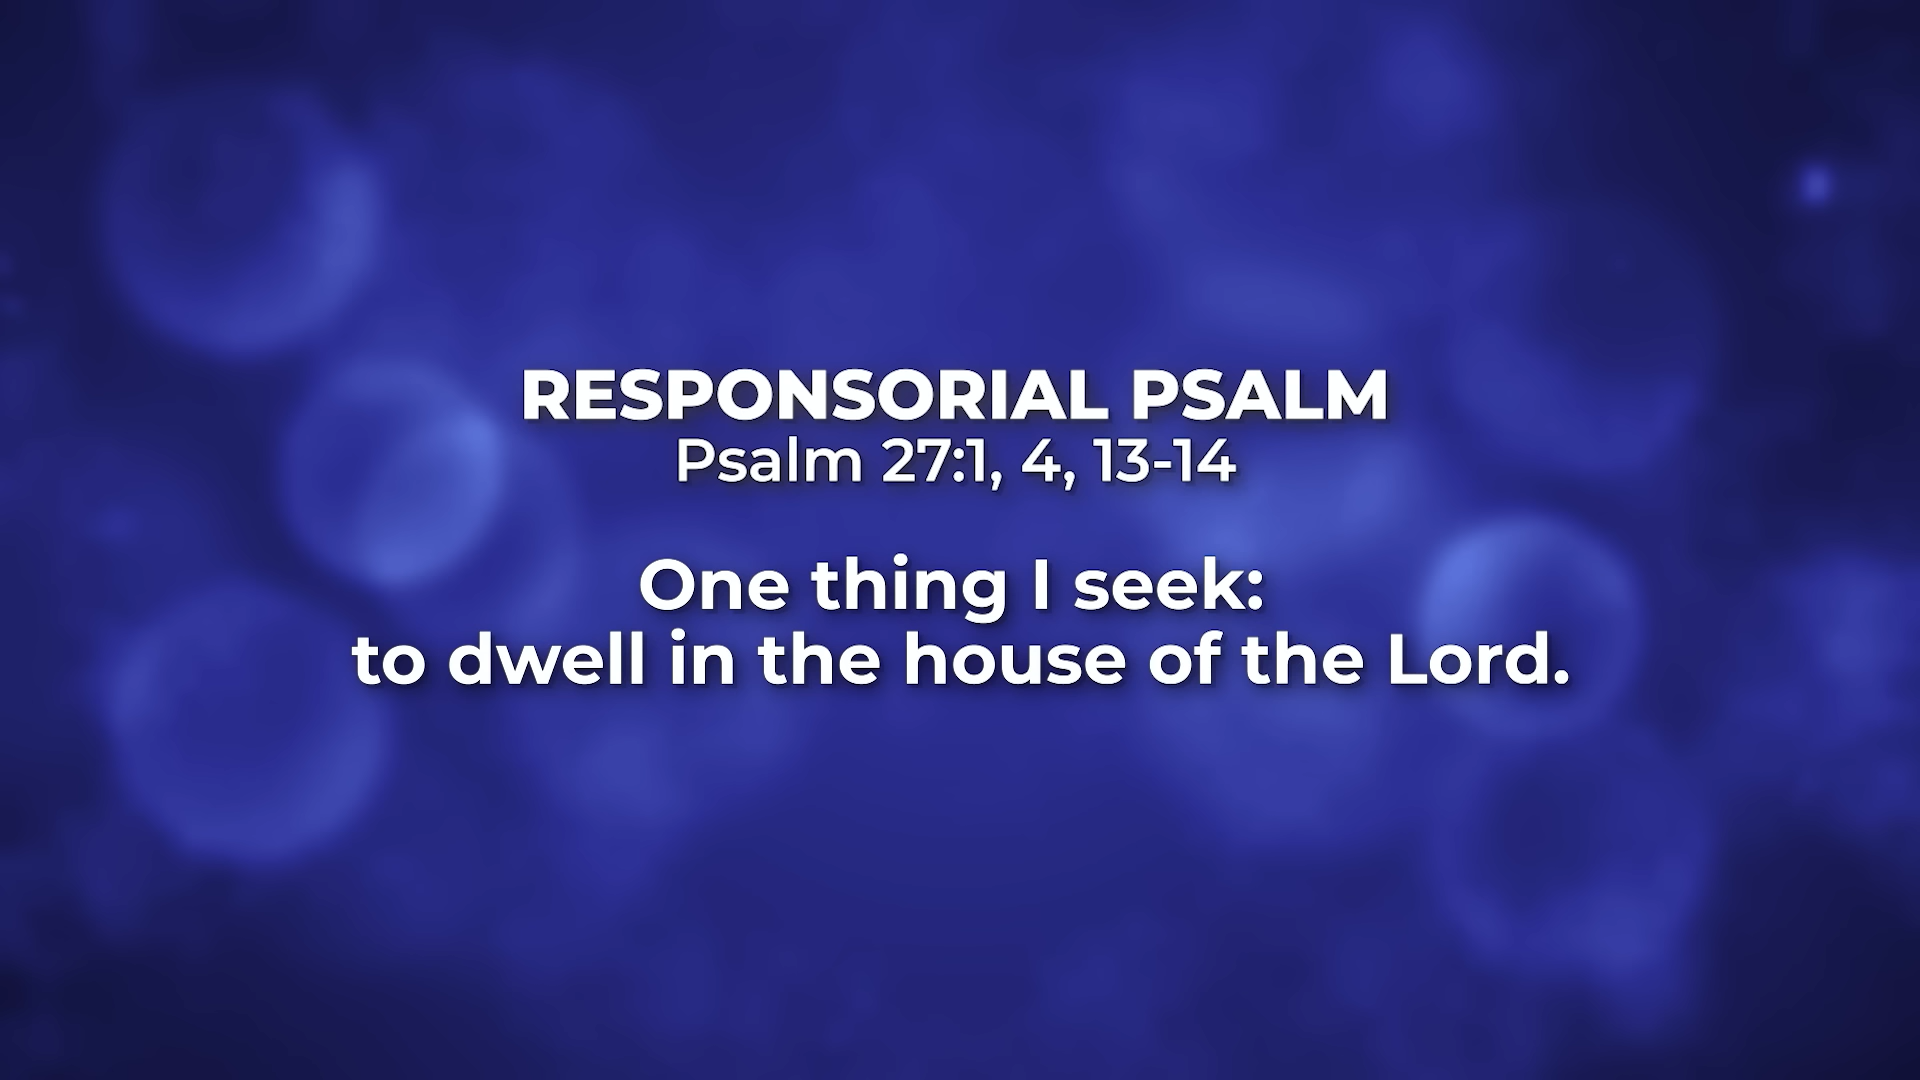 RESPONSORIAL PSALM
Psalm 27:1, 4, 13-14
One thing I seek:
to dwell in the house of the Lord.